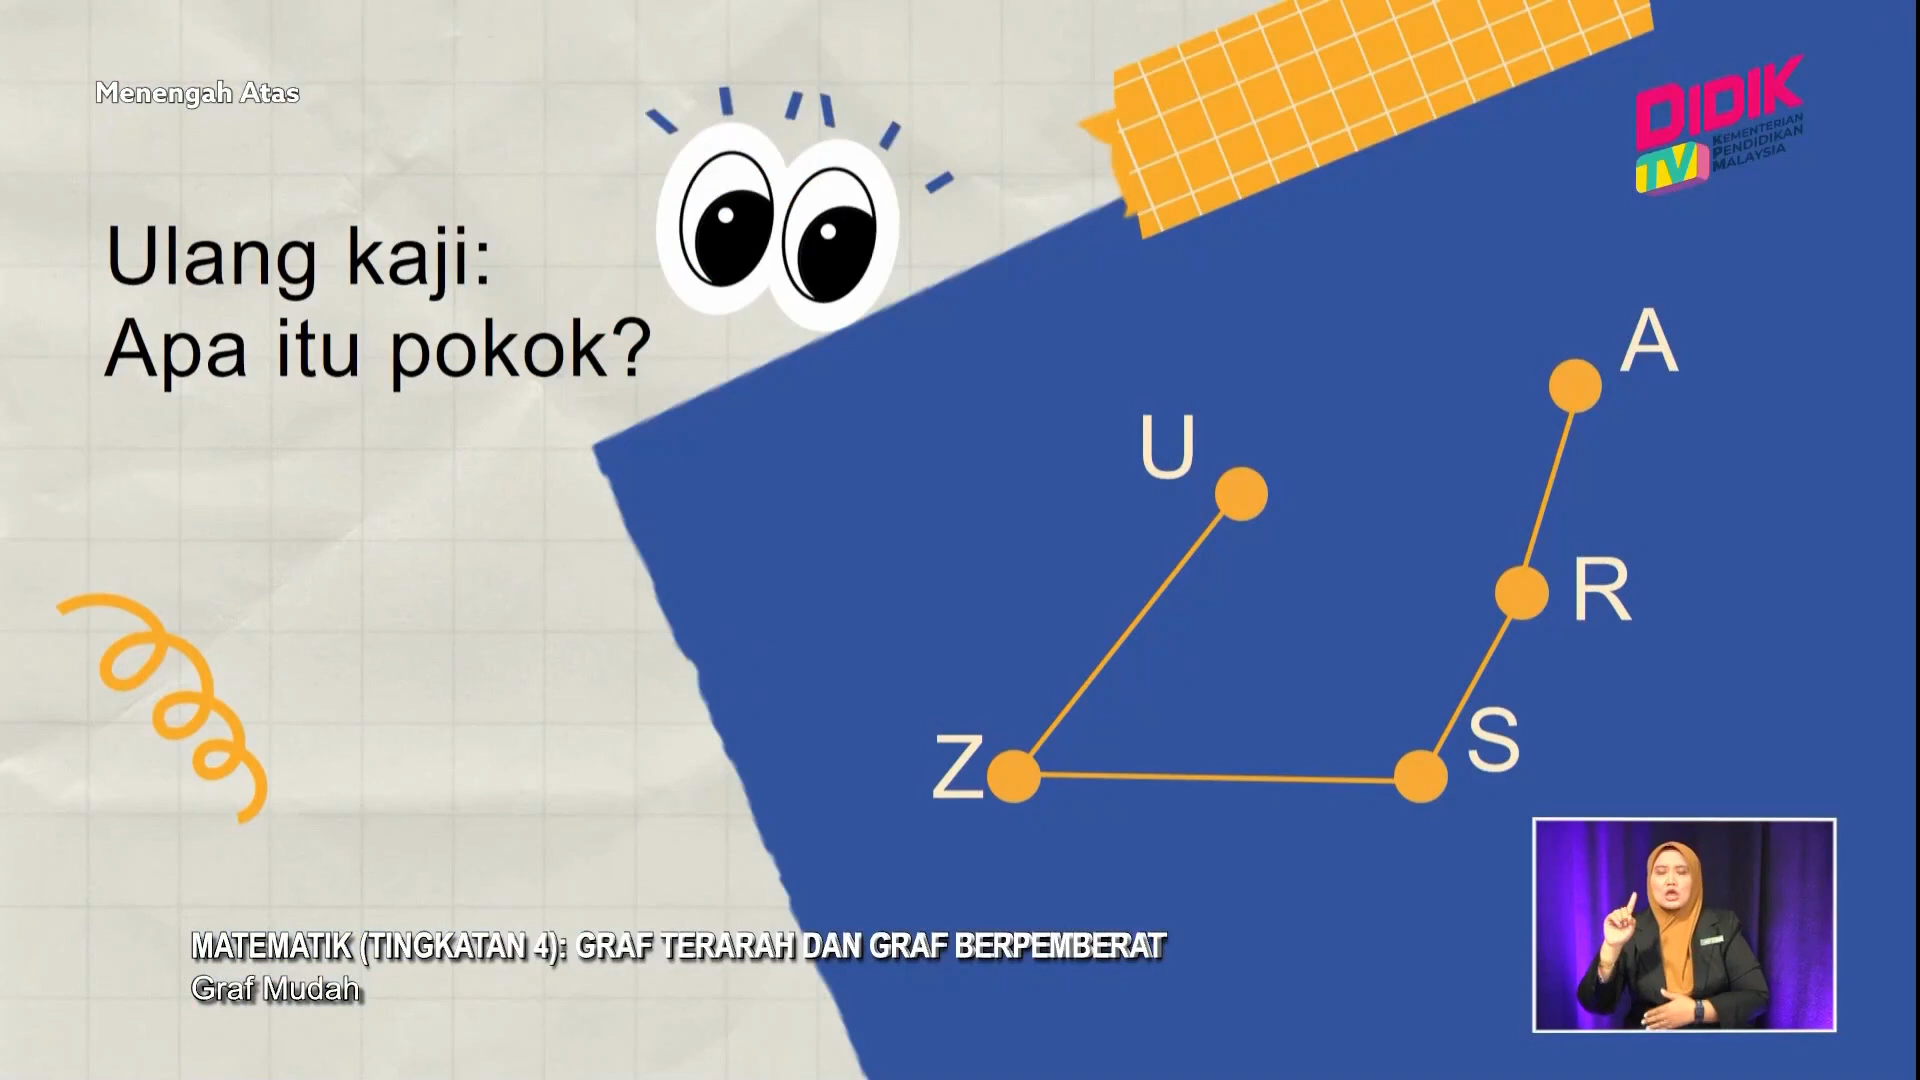 Menengah Atas
DIDIK
TV
KEMENTERIAN
PENDIDIKAN
MALAYSIA
Ulang kaji:
Apa itu pokok?
A
U
R
S
Z
MATEMATIK (TINGKATAN 4): GRAF TERARAH DAN GRAF BERPEMBERAT
Graf Mudah